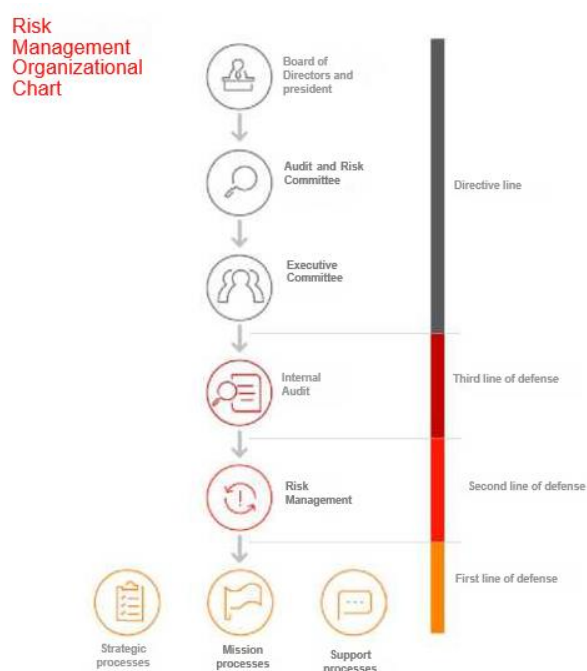 Risk
Management
Organizational
Chart
Board of
Directors and
president
Audit and Risk
Committee
Directive line
Executive
Committee
Internal
Audit
Third line of defense
Risk
Management
Second line of defense
First line of defense
Strategic
processes
Mission
processes
Support
processes